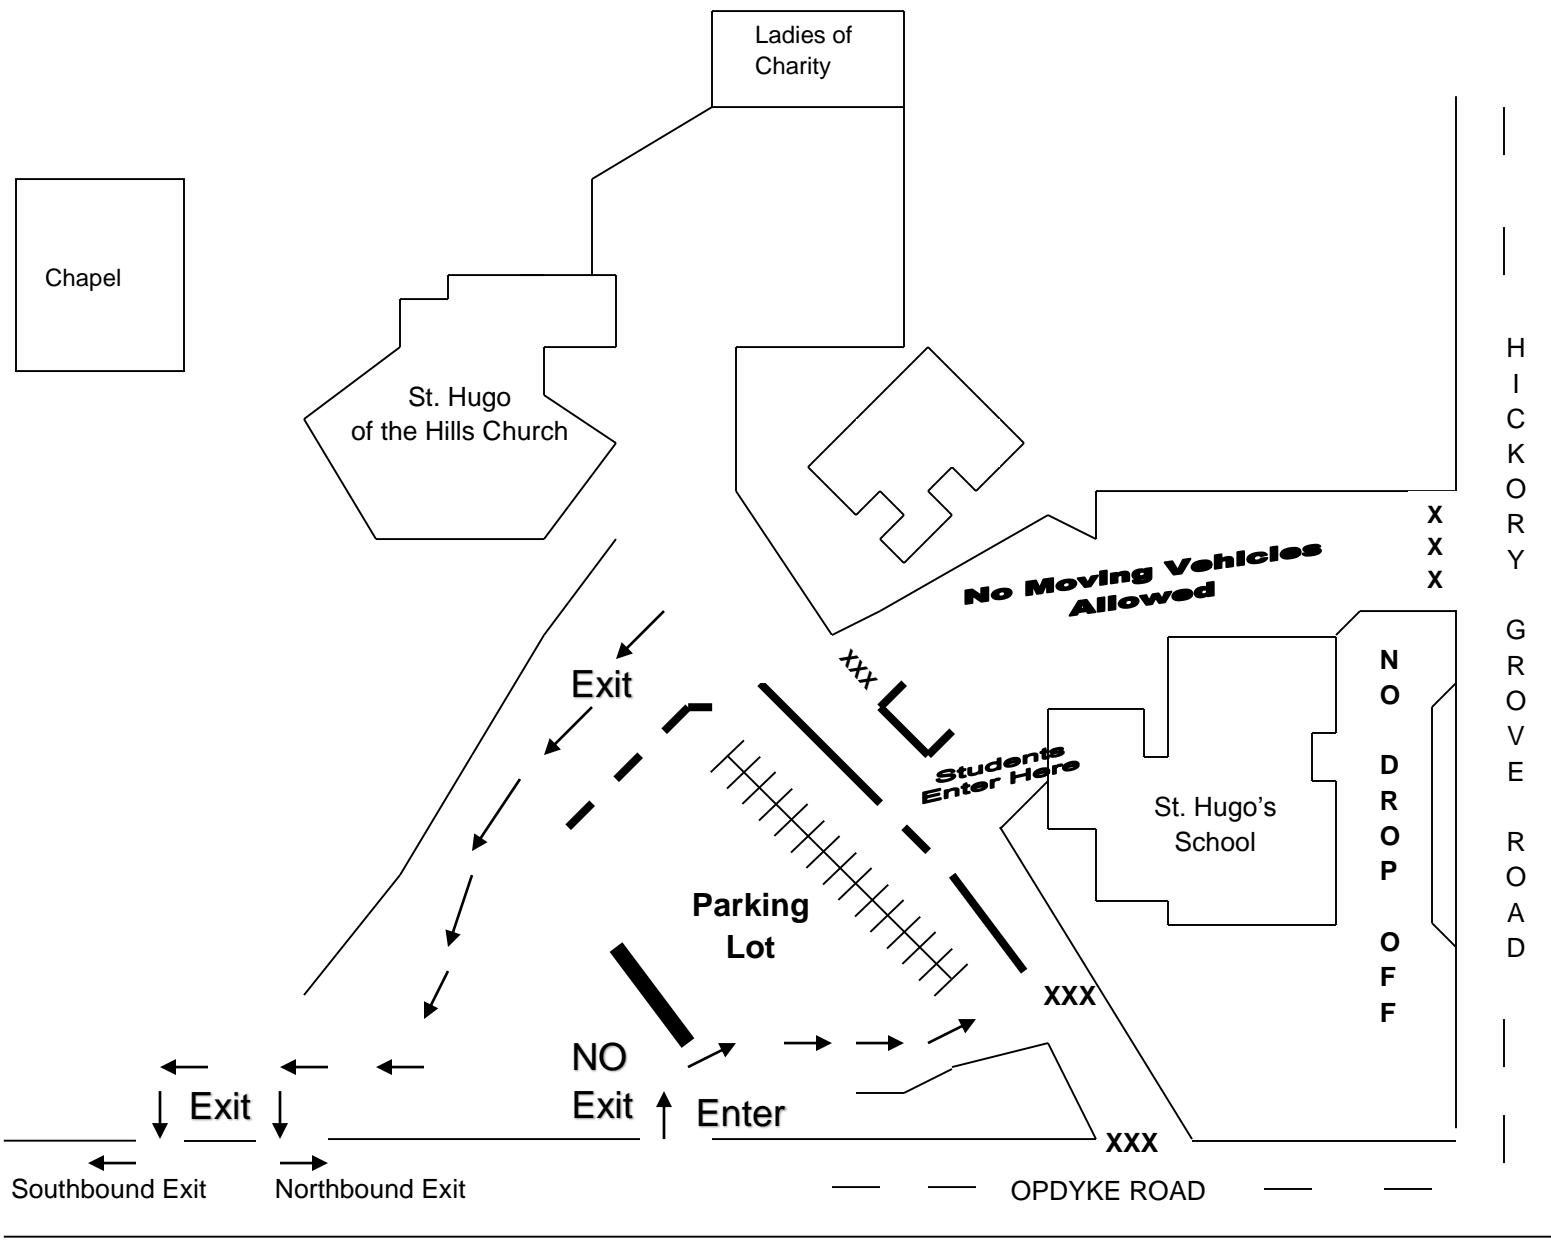 Ladies of
Charity
Chapel
St. Hugo
of the Hills Church
H
I
C
K
O
R
Y
G
R
O
V
E
R
O
A
D
X
X
X
No Moving Vehicles
Allowed
N
O
D
R
O
P
O
F
F
XXX
Exit
Students
Enter Here
St. Hugo’s
School
Parking
Lot
XXX
NO
Exit
Enter
Exit
XXX
Southbound Exit
Northbound Exit
OPDYKE ROAD